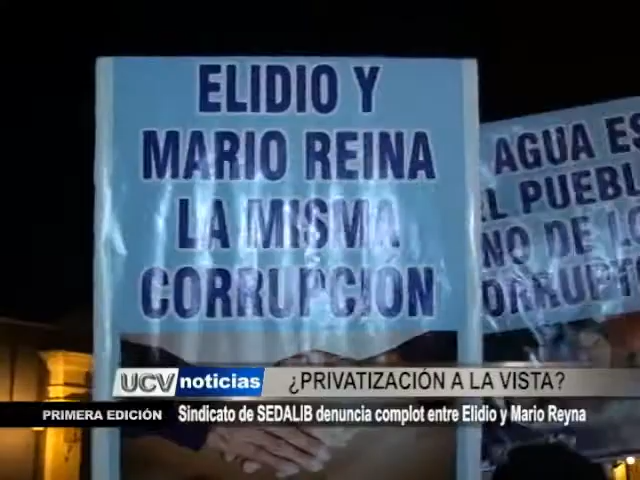 ELIDIO Y
MARIO REINA
LA MISMA
CORRUPCION
AGUA ES
EL PUEBL
NO DE LO
ORRUPT
UCV noticias
¿PRIVATIZACIÓN A LA VISTA?
PRIMERA EDICIÓN
Sindicato de SEDALIB denuncia complot entre Elidio y Mario Reyna